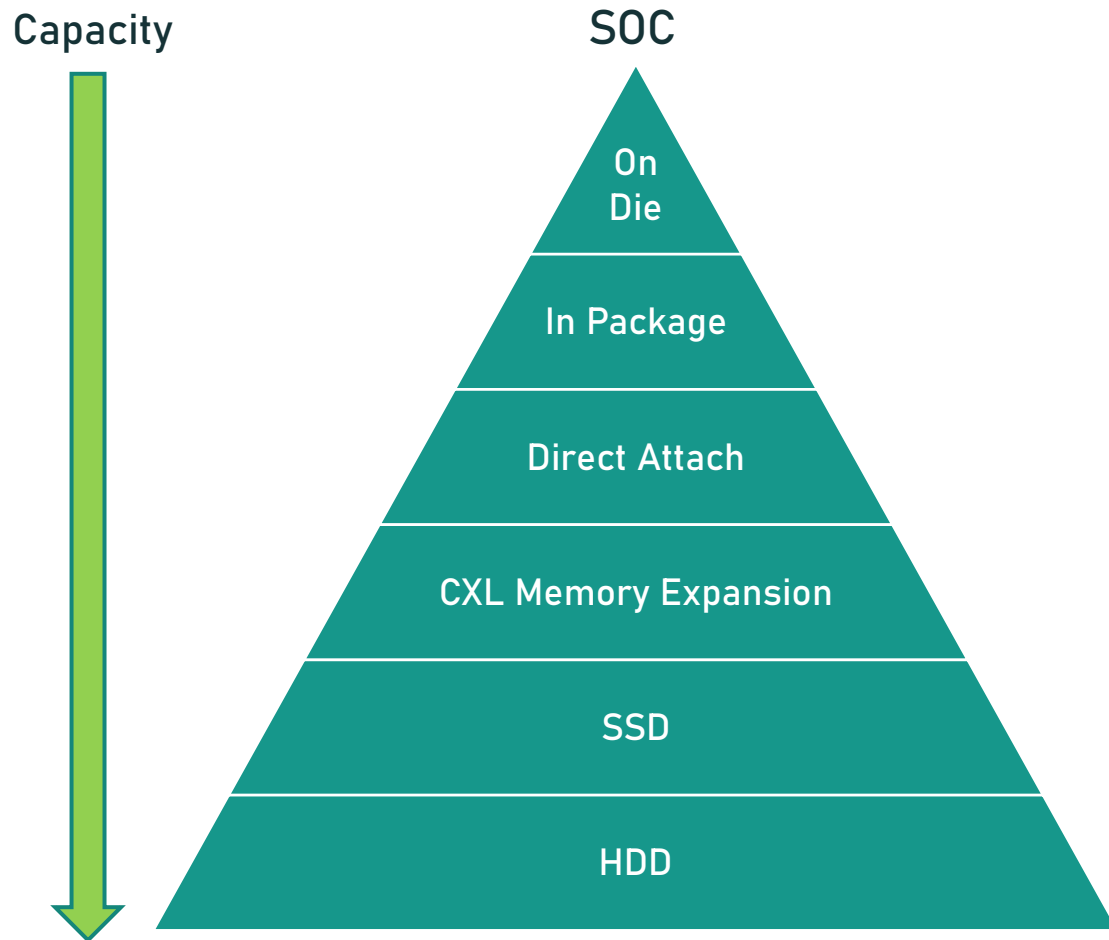 Capacity
SOC
On
Die
In Package
Direct Attach
CXL Memory Expansion
SSD
HDD